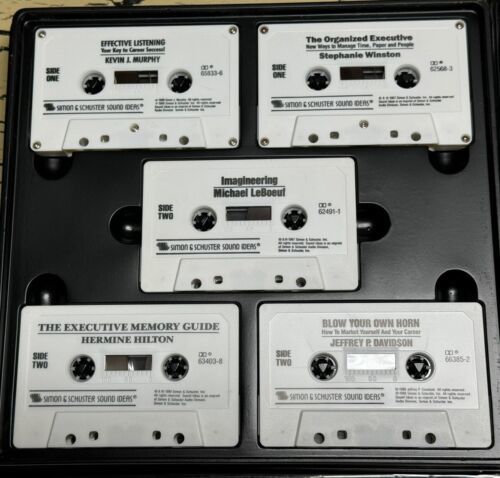 EFFECTIVE LISTENING
Your Key to Career Success!
KEVIN J. MURPHY
SIDE
ONE
65833-6
SIMON & SCHUSTER SOUND IDEAS®
The Organized Executive
New Ways to Manage Time, Paper and People
Stephanie Winston
SIDE
ONE
62568-3
SIMON & SCHUSTER SOUND IDEAS®
Imagineering
Michael LeBoeuf
SIDE
TWO
62491-1
SIMON & SCHUSTER SOUND IDEAS®
THE EXECUTIVE MEMORY GUIDE
HERMINE HILTON
SIDE
TWO
63403-8
SIMON & SCHUSTER SOUND IDEAS®
BLOW YOUR OWN HORN
How To Market Yourself And Your Career
JEFFREY P. DAVIDSON
SIDE
TWO
66385-2
SIMON & SCHUSTER SOUND IDEAS®